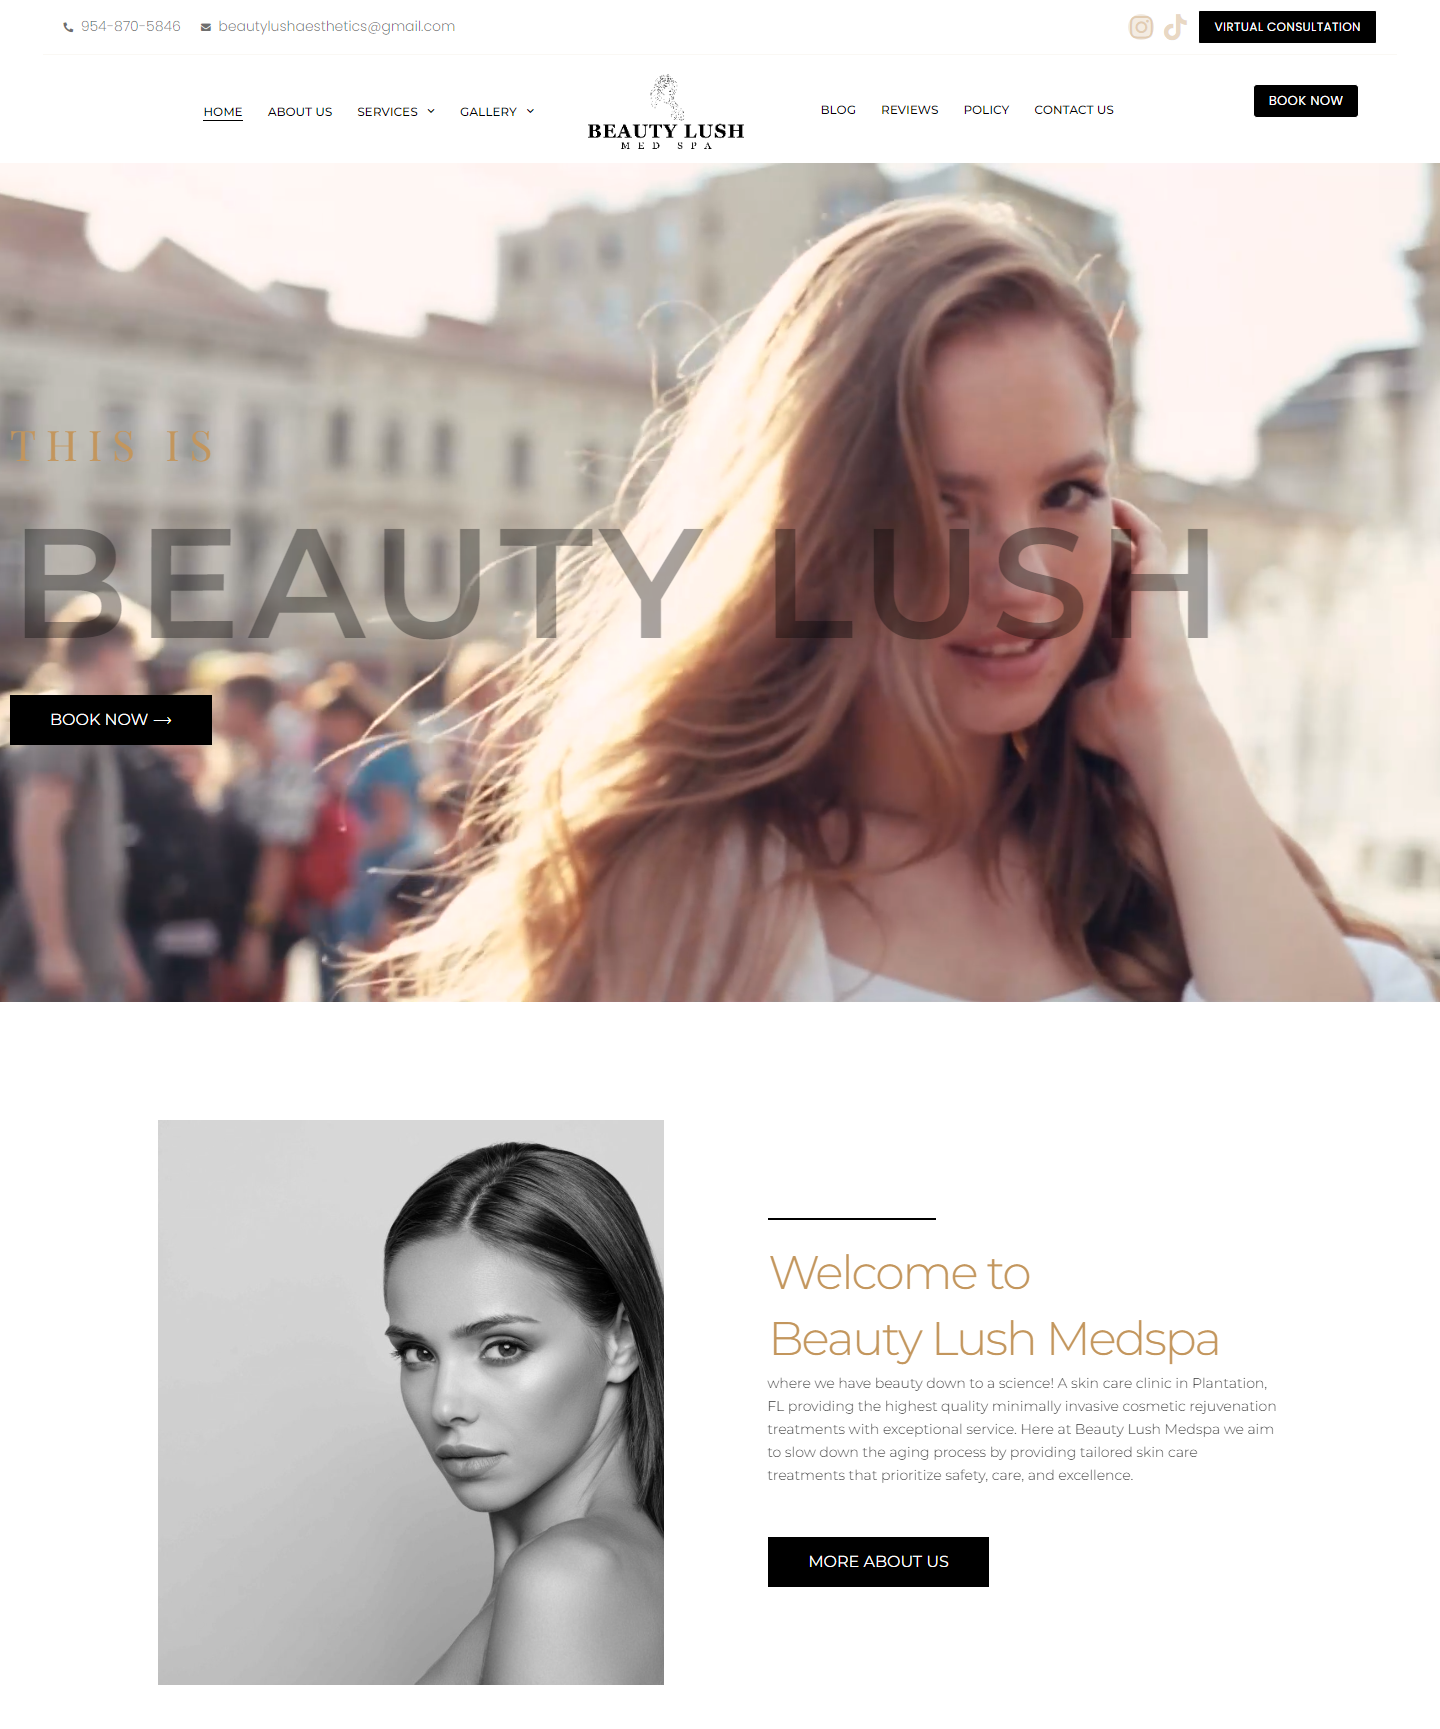 954-870-5846
beautylushaesthetics@gmail.com
VIRTUAL CONSULTATION
HOME
ABOUT US
SERVICES
GALLERY
BEAUTY LUSH
MED SPA
BLOG
REVIEWS
POLICY
CONTACT US
BOOK NOW
THIS IS
BEAUTY LUSH
BOOK NOW →
Welcome to
Beauty Lush Medspa
where we have beauty down to a science! A skin care clinic in Plantation,
FL providing the highest quality minimally invasive cosmetic rejuvenation
treatments with exceptional service. Here at Beauty Lush Medspa we aim
to slow down the aging process by providing tailored skin care
treatments that prioritize safety, care, and excellence.
MORE ABOUT US